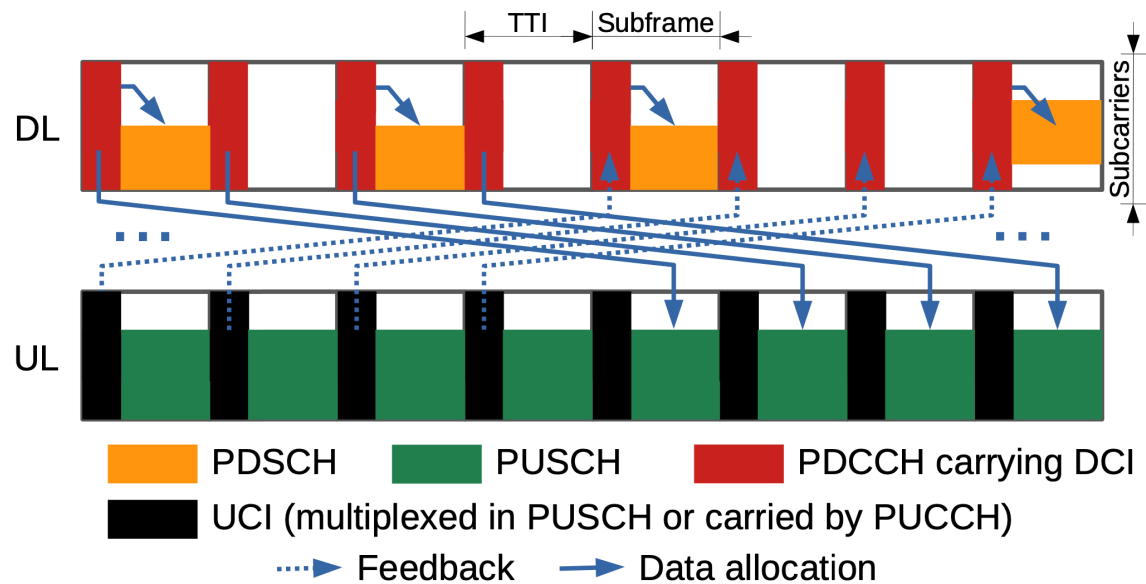 TTI Subframe
DL
Subcarriers
... ...
UL
PDSCH PUSCH PDCCH carrying DCI
UCI (multiplexed in PUSCH or carried by PUCCH)
Feedback Data allocation